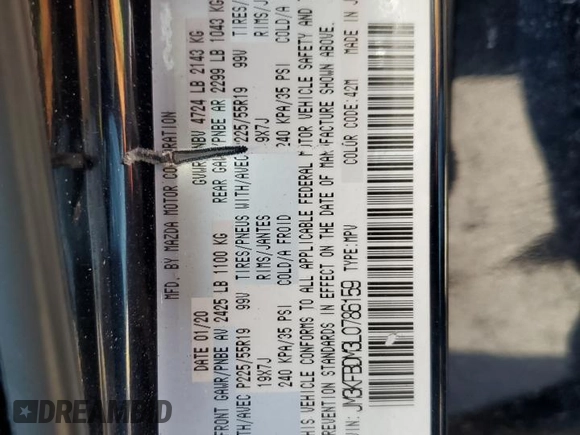 MFD. BY MAZDA MOTOR CORPORATION
DATE 01/20 GVWR/ NBV 4724 LB 2143 KG
FRONT GAWR/PNBE AV 2425 LB 1100 KG REAR GAWR/PNBE AR 2299 LB 1043 KG
WITH/AVEC P225/55R19 99V TIRES/PNEUS WITH/AVEC P225/55R19 99V TIRES/
19X7J RIMS/JANTES 9X7J RIMS/J
240 KPA/35 PSI COLD/A FROID 240 KPA/35 PSI COLD/A
CONFORMS TO ALL APPLICABLE FEDERAL MOTOR VEHICLE SAFETY AND
PREVENTION STANDARDS IN EFFECT ON THE DATE OF MANUFACTURE SHOWN ABOVE.
VIN: JM3KFBDM3L0786159 TYPE:MPV COLOR CODE:42M MADE IN J
DREAMBID